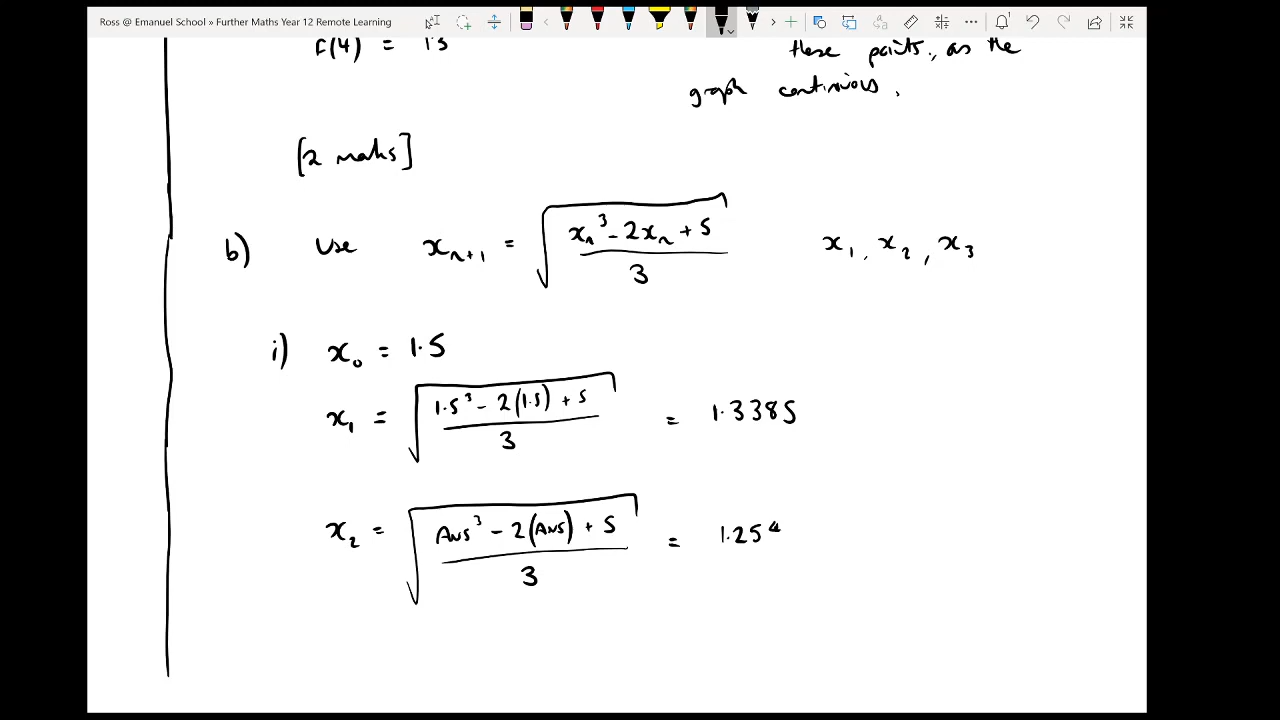 Ross @ Emanuel School » Further Maths Year 12 Remote Learning
f(4) = 1.3
these points, as the
graph continuous.
[2 marks]
b) Use xₙ₊₁ = √((xₙ³ - 2xₙ + 5)/3) x₁, x₂, x₃
i) x₀ = 1.5
x₁ = √((1.5³ - 2(1.5) + 5)/3) = 1.3385
x₂ = √((Ans³ - 2(Ans) + 5)/3) = 1.254